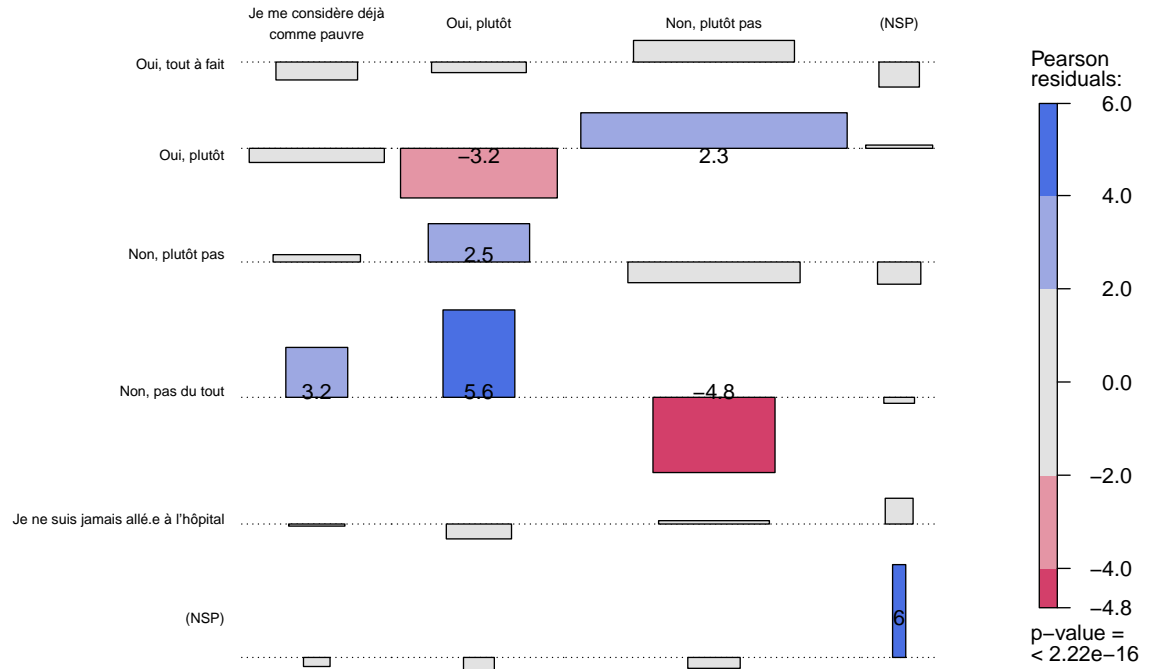 Je me considère déjà
comme pauvre
Oui, plutôt
Non, plutôt pas
(NSP)
Oui, tout à fait
Oui, plutôt
−3.2
2.3
Non, plutôt pas
2.5
Non, pas du tout
3.2
5.6
−4.8
Je ne suis jamais allé.e à l'hôpital
(NSP)
6
Pearson
residuals:
6.0
4.0
2.0
0.0
−2.0
−4.0
−4.8
p−value =
< 2.22e−16